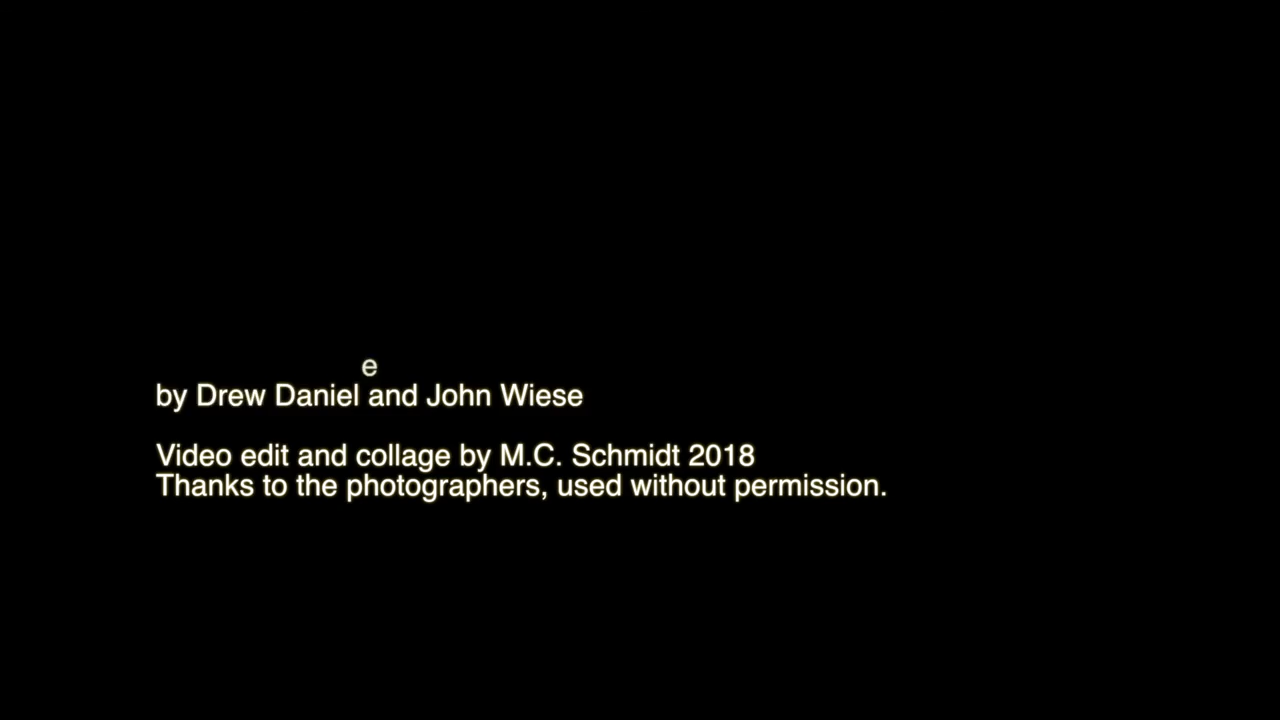 e
by Drew Daniel and John Wiese
Video edit and collage by M.C. Schmidt 2018
Thanks to the photographers, used without permission.